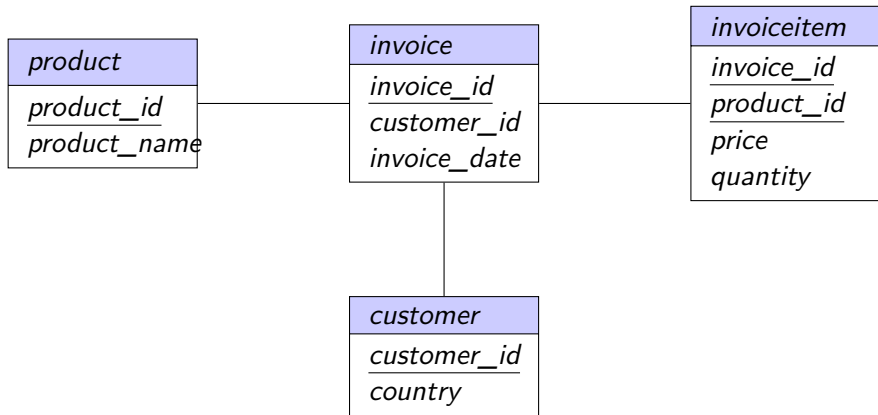 product
product_id
product_name
invoice
invoice_id
customer_id
invoice_date
invoiceitem
invoice_id
product_id
price
quantity
customer
customer_id
country